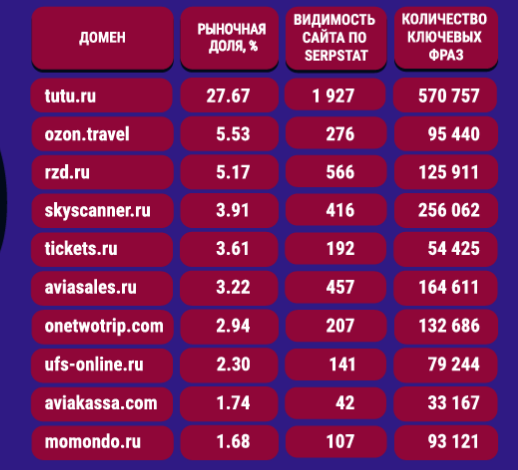 ДОМЕН
РЫНОЧНАЯ
ДОЛЯ, %
ВИДИМОСТЬ
САЙТА ПО
SERPSTAT
КОЛИЧЕСТВО
КЛЮЧЕВЫХ
ФРАЗ
tutu.ru 27.67 1 927 570 757
ozon.travel 5.53 276 95 440
rzd.ru 5.17 566 125 911
skyscanner.ru 3.91 416 256 062
tickets.ru 3.61 192 54 425
aviasales.ru 3.22 457 164 611
onetwotrip.com 2.94 207 132 686
ufs-online.ru 2.30 141 79 244
aviakassa.com 1.74 42 33 167
momondo.ru 1.68 107 93 121